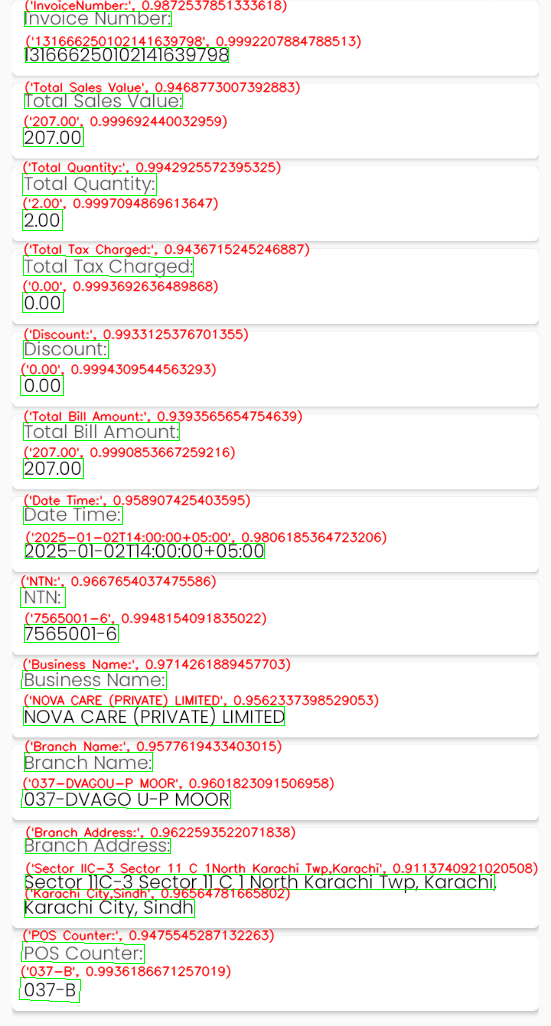 ('InvoiceNumber:', 0.9872537851333618)
Invoice Number:
('131666250102141639798', 0.9992207884788513)
131666250102141639798
('Total Sales Value', 0.9468773007392883)
Total Sales Value:
('207.00', 0.999692440032959)
207.00
('Total Quantity:', 0.9942925572395325)
Total Quantity:
('2.00', 0.9997094869613647)
2.00
('Total Tax Charged:', 0.9436715245246887)
Total Tax Charged:
('0.00', 0.9993692636489868)
0.00
('Discount:', 0.9933125376701355)
Discount:
('0.00', 0.9994309544563293)
0.00
('Total Bill Amount:', 0.9393565654754639)
Total Bill Amount:
('207.00', 0.9990853667259216)
207.00
('Date Time:', 0.958907425403595)
Date Time:
('2025-01-02T14:00:00+05:00', 0.9806185364723206)
2025-01-02T14:00:00+05:00
('NTN:', 0.9667654037475586)
NTN:
('7565001-6', 0.9948154091835022)
7565001-6
('Business Name:', 0.9714261889457703)
Business Name:
('NOVA CARE (PRIVATE) LIMITED', 0.9562337398529053)
NOVA CARE (PRIVATE) LIMITED
('Branch Name:', 0.9577619433403015)
Branch Name:
('037-DVAGOU-P MOOR', 0.9601823091506958)
037-DVAGO U-P MOOR
('Branch Address:', 0.9622593522071838)
Branch Address:
('Sector IIC-3 Sector 11 C 1North Karachi Twp,Karachi', 0.9113740921020508)
Sector 11C-3 Sector 11 C 1 North Karachi Twp, Karachi,
('Karachi City,Sindh', 0.96564781665802)
Karachi City, Sindh
('POS Counter:', 0.9475545287132263)
POS Counter:
('037-B', 0.9936186671257019)
037-B